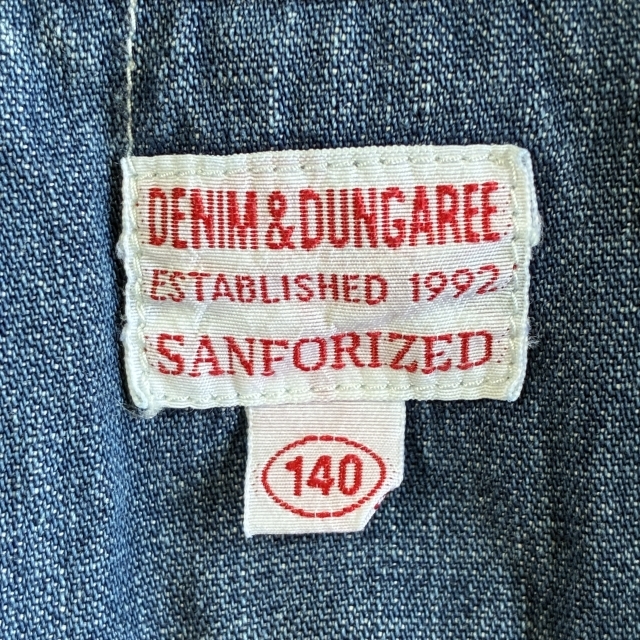 DENIM&DUNGAREE
ESTABLISHED 1992
SANFORIZED
140